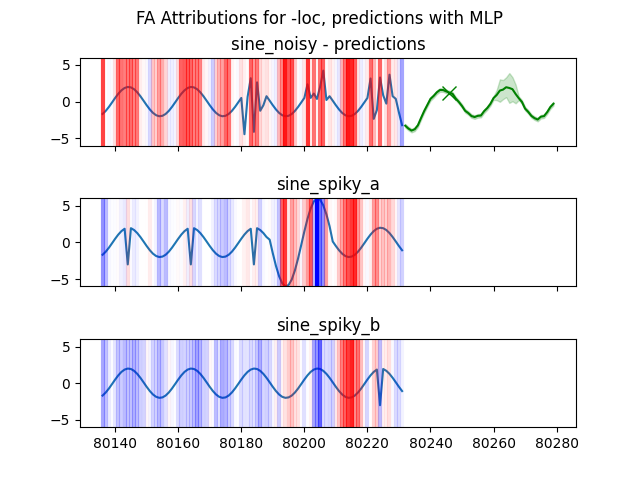 FA Attributions for -loc, predictions with MLP
sine_noisy - predictions
5
0
−5
sine_spiky_a
5
0
−5
sine_spiky_b
5
0
−5
80140 80160 80180 80200 80220 80240 80260 80280